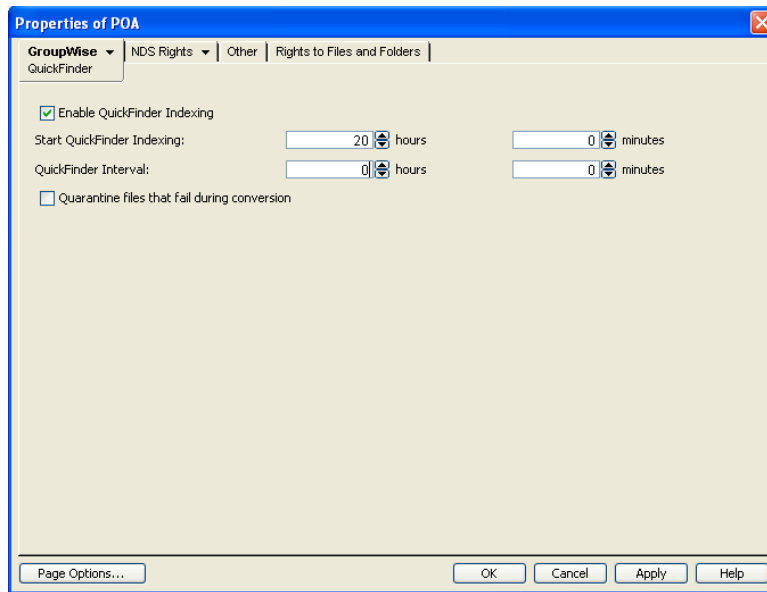 Properties of POA
GroupWise NDS Rights Other Rights to Files and Folders
QuickFinder
Enable QuickFinder Indexing
Start QuickFinder Indexing: 20 hours 0 minutes
QuickFinder Interval: 0 hours 0 minutes
Quarantine files that fail during conversion
Page Options... OK Cancel Apply Help